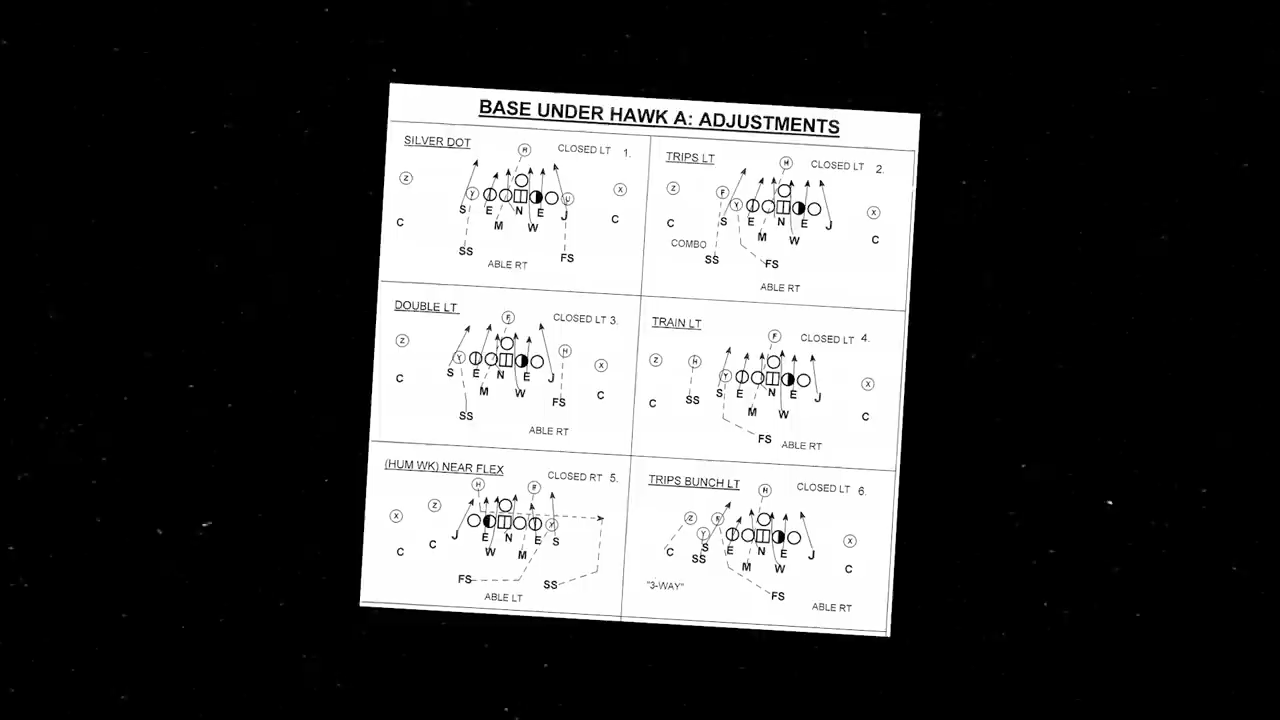 BASE UNDER HAWK A: ADJUSTMENTS
SILVER DOT
CLOSED LT 1.
H
Z
Y
U
X
S
E
N
E
J
C
M
W
C
SS
FS
ABLE RT
TRIPS LT
CLOSED LT 2.
H
Z
F
Y
X
C
S
E
N
E
J
M
W
C
COMBO
SS
FS
ABLE RT
DOUBLE LT
CLOSED LT 3.
F
Z
Y
H
X
S
E
N
E
J
C
M
W
FS
C
SS
ABLE RT
TRAIN LT
CLOSED LT 4.
F
Z
H
Y
X
C
SS
S
E
N
E
J
M
W
C
FS
ABLE RT
(HUM WK) NEAR FLEX
CLOSED RT 5.
H
F
X
Z
Y
J
E
N
E
S
C
C
W
M
FS
SS
ABLE LT
TRIPS BUNCH LT
CLOSED LT 6.
H
Z
F
Y
X
C
S
SS
E
N
E
J
M
W
C
"3-WAY"
FS
ABLE RT